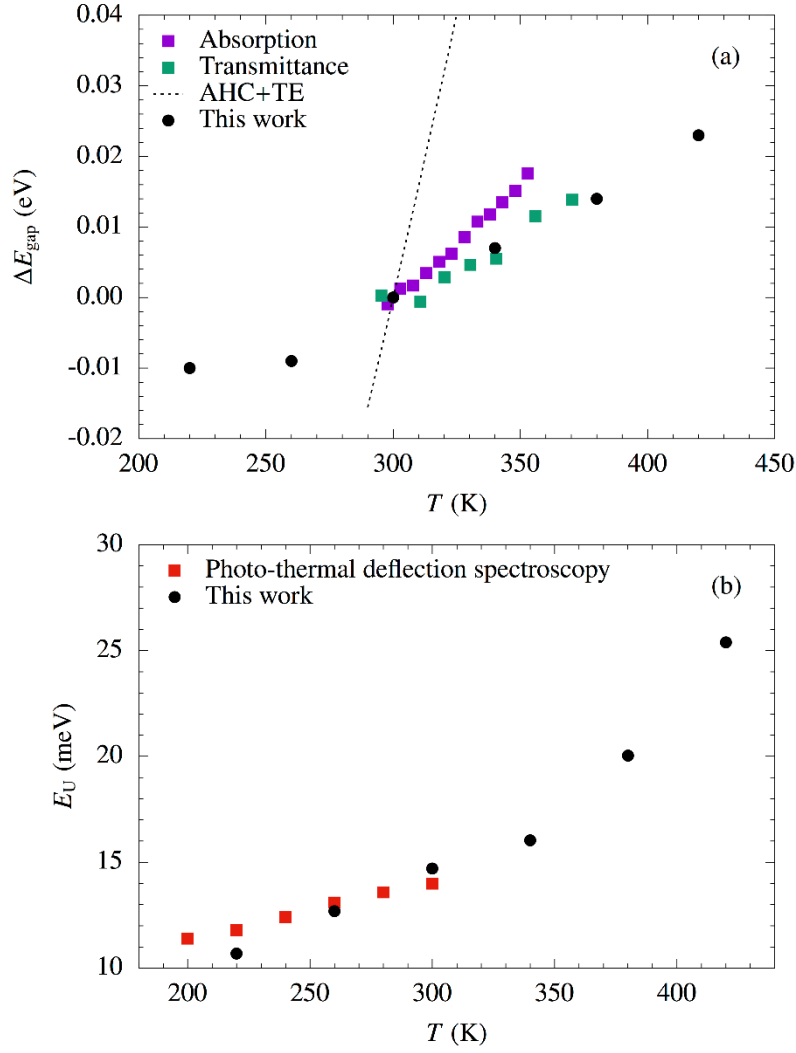 0.04
0.03
0.02
0.01
0.00
-0.01
-0.02
ΔE_gap (eV)
Absorption
Transmittance
AHC+TE
This work
(a)
200 250 300 350 400 450
T (K)
30
25
20
15
10
E_U (meV)
Photo-thermal deflection spectroscopy
This work
(b)
200 250 300 350 400
T (K)